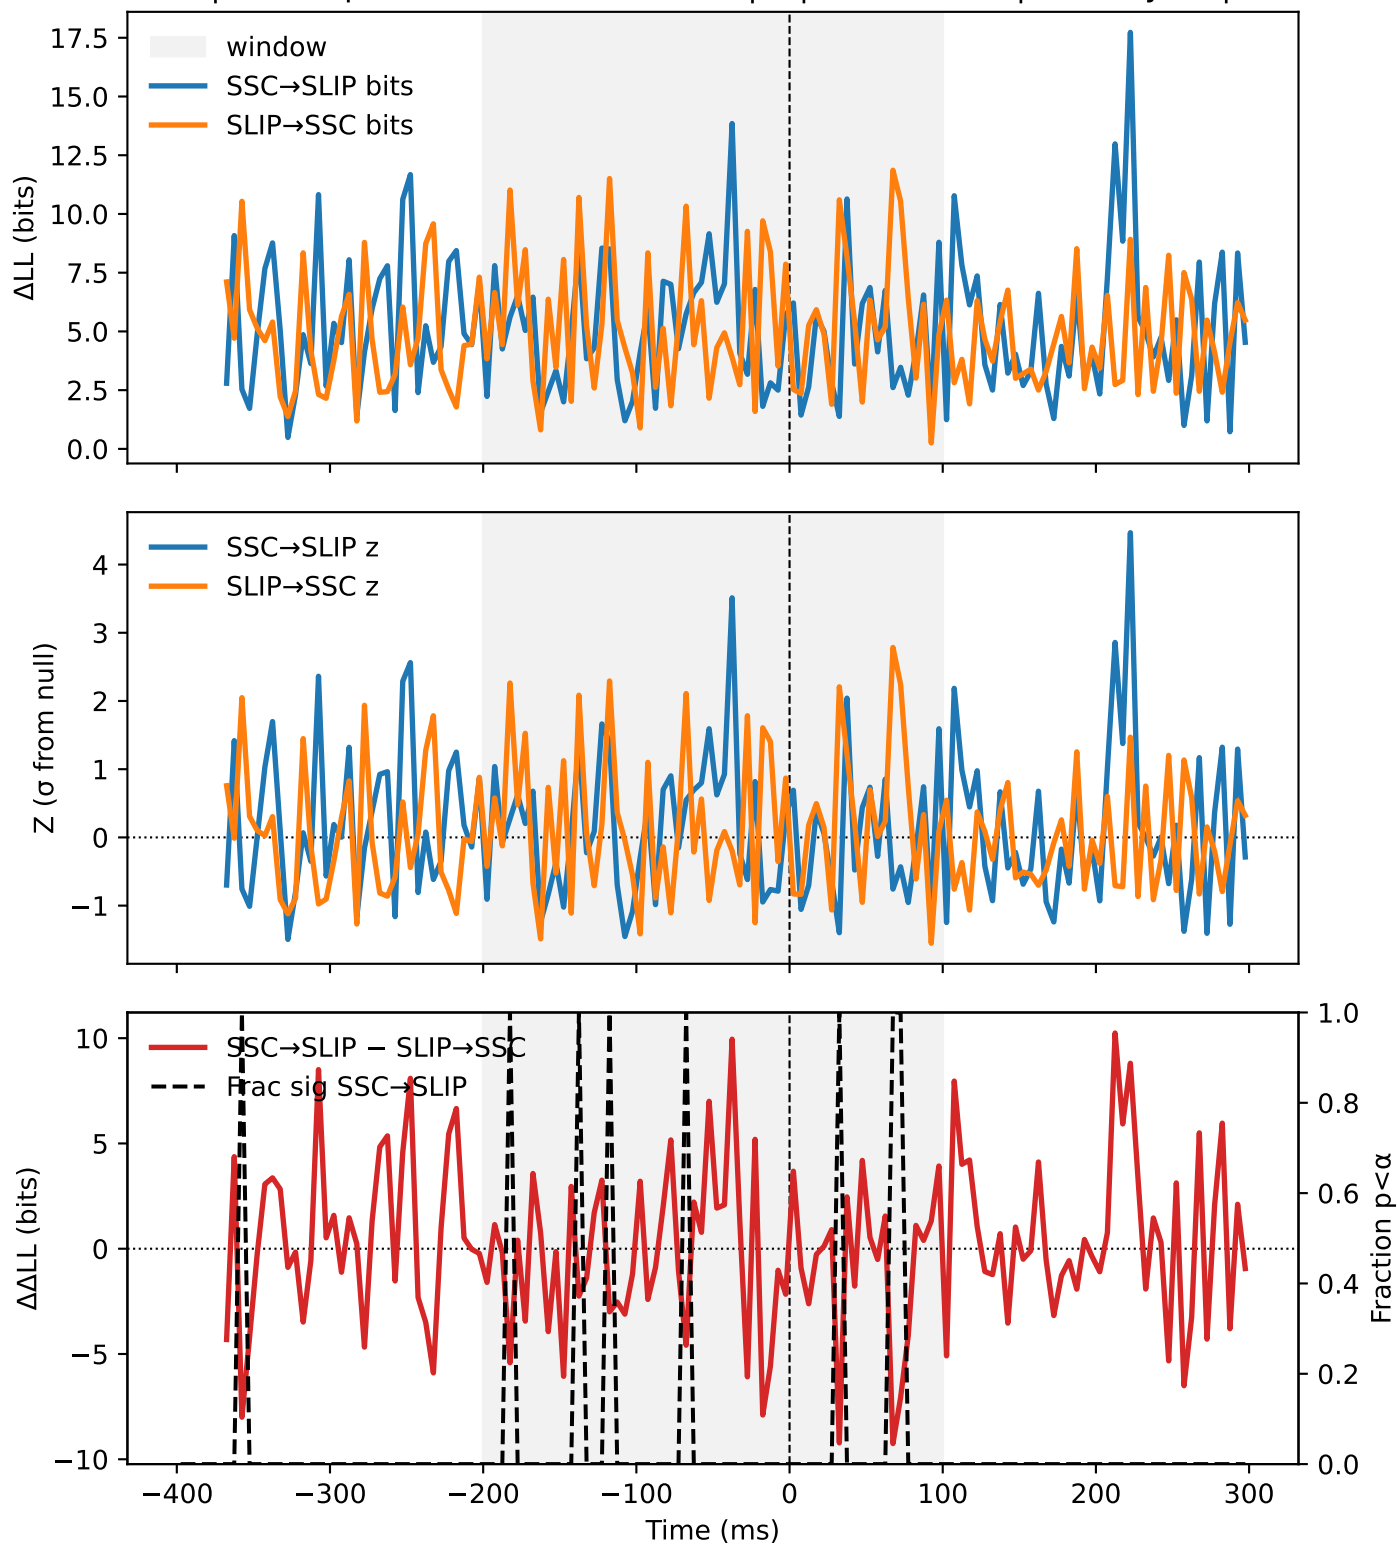 17.5
15.0
12.5
10.0
7.5
5.0
2.5
0.0
ΔLL (bits)
window
SSC→SLIP bits
SLIP→SSC bits
4
3
2
1
0
−1
Z (σ from null)
SSC→SLIP z
SLIP→SSC z
10
5
0
−5
−10
ΔΔLL (bits)
SSC→SLIP − SLIP→SSC
Frac sig SSC→SLIP
1.0
0.8
0.6
0.4
0.2
0.0
Fraction p<α
−400 −300 −200 −100 0 100 200 300
Time (ms)